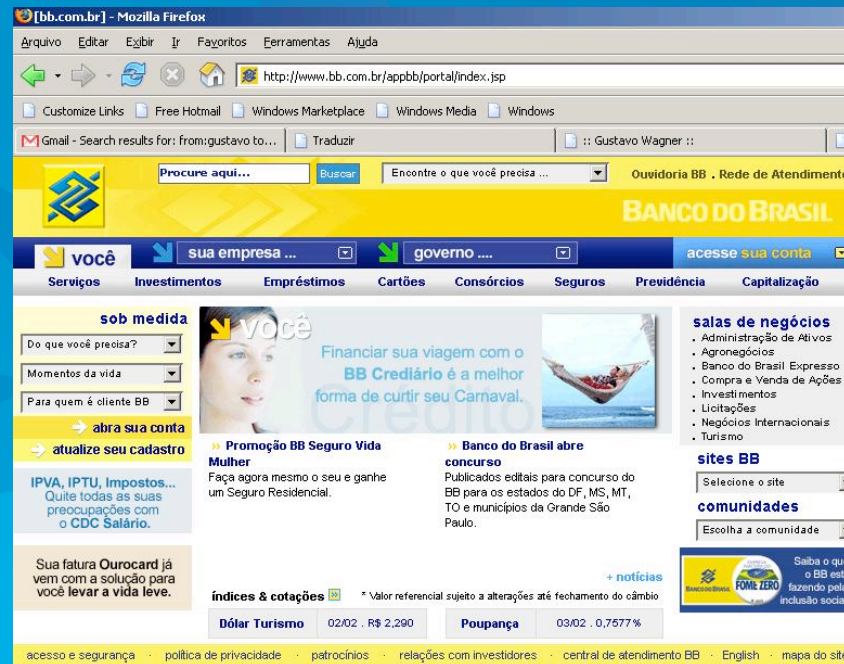 [bb.com.br] - Mozilla Firefox
Arquivo Editar Exibir Ir Favoritos Ferramentas Ajuda
http://www.bb.com.br/appbb/portal/index.jsp
Customize Links Free Hotmail Windows Marketplace Windows Media Windows
Gmail - Search results for: from:gustavo to... Traduzir :: Gustavo Wagner ::
Procure aqui... Buscar Encontre o que você precisa ... Ouvidoria BB . Rede de Atendimento
BANCO DO BRASIL
você sua empresa ... governo .... acesse sua conta
Serviços Investimentos Empréstimos Cartões Consórcios Seguros Previdência Capitalização
sob medida
Do que você precisa?
Momentos da vida
Para quem é cliente BB
abra sua conta
atualize seu cadastro
IPVA, IPTU, Impostos...
Quite todas as suas
preocupações com
o CDC Salário.
Sua fatura Ourocard já
vem com a solução para
você levar a vida leve.
você
Financiar sua viagem com o
BB Crediário é a melhor
forma de curtir seu Carnaval.
Crédito
» Promoção BB Seguro Vida
Mulher
Faça agora mesmo o seu e ganhe
um Seguro Residencial.
» Banco do Brasil abre
concurso
Publicados editais para concurso do
BB para os estados do DF, MS, MT,
TO e municípios da Grande São
Paulo.
+ notícias
índices & cotações » * Valor referencial sujeito a alterações até fechamento do câmbio
Dólar Turismo 02/02 . R$ 2,290 Poupança 03/02 . 0,7577%
salas de negócios
. Administração de Ativos
. Agronegócios
. Banco do Brasil Expresso
. Compra e Venda de Ações
. Investimentos
. Licitações
. Negócios Internacionais
. Turismo
sites BB
Selecione o site
comunidades
Escolha a comunidade
BANCO DO BRASIL
FOME ZERO
Saiba o qu
o BB est
fazendo pela
inclusão socia
acesso e segurança · política de privacidade · patrocínios · relações com investidores · central de atendimento BB · English · mapa do site